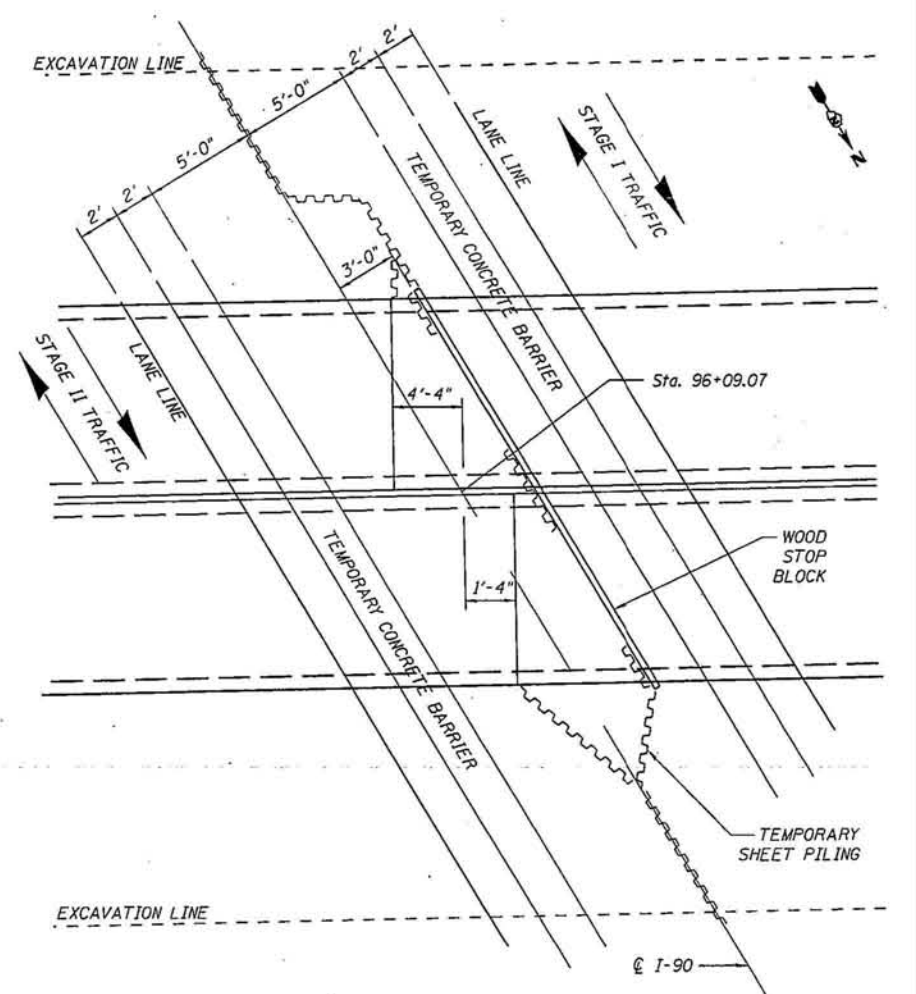 EXCAVATION LINE
2'
2'
5'-0"
5'-0"
2'
2'
LANE LINE
STAGE I TRAFFIC
TEMPORARY CONCRETE BARRIER
N
3'-0"
STAGE II TRAFFIC
LANE LINE
4'-4"
Sta. 96+09.07
TEMPORARY CONCRETE BARRIER
1'-4"
WOOD
STOP
BLOCK
TEMPORARY
SHEET PILING
EXCAVATION LINE
℄ I-90